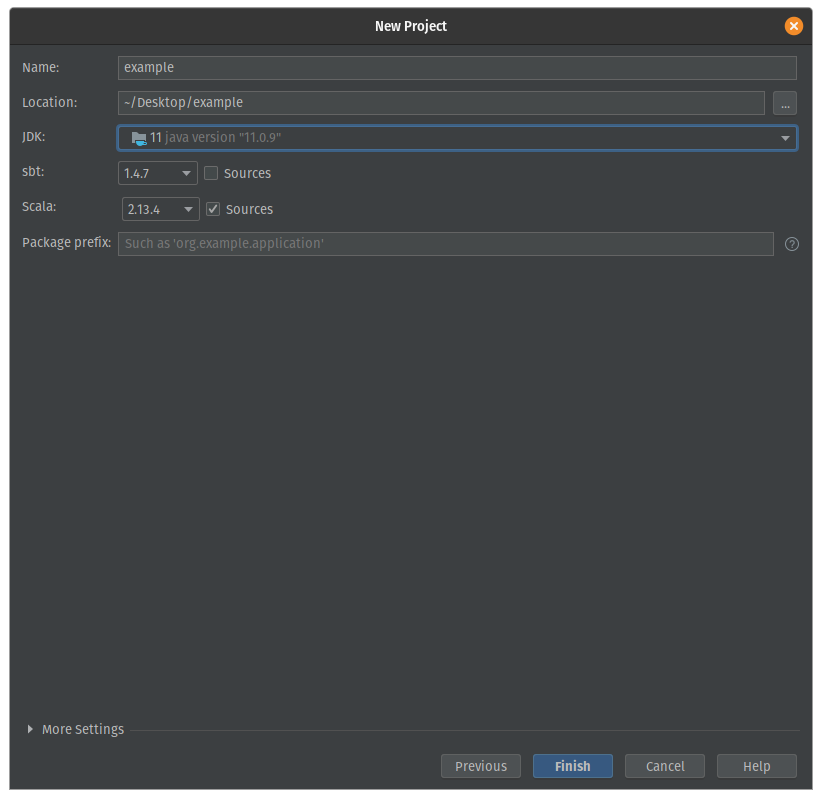 New Project
Name: example
Location: ~/Desktop/example ...
JDK: 11 java version "11.0.9"
sbt: 1.4.7 Sources
Scala: 2.13.4 Sources
Package prefix: Such as 'org.example.application' ?
More Settings
Previous Finish Cancel Help